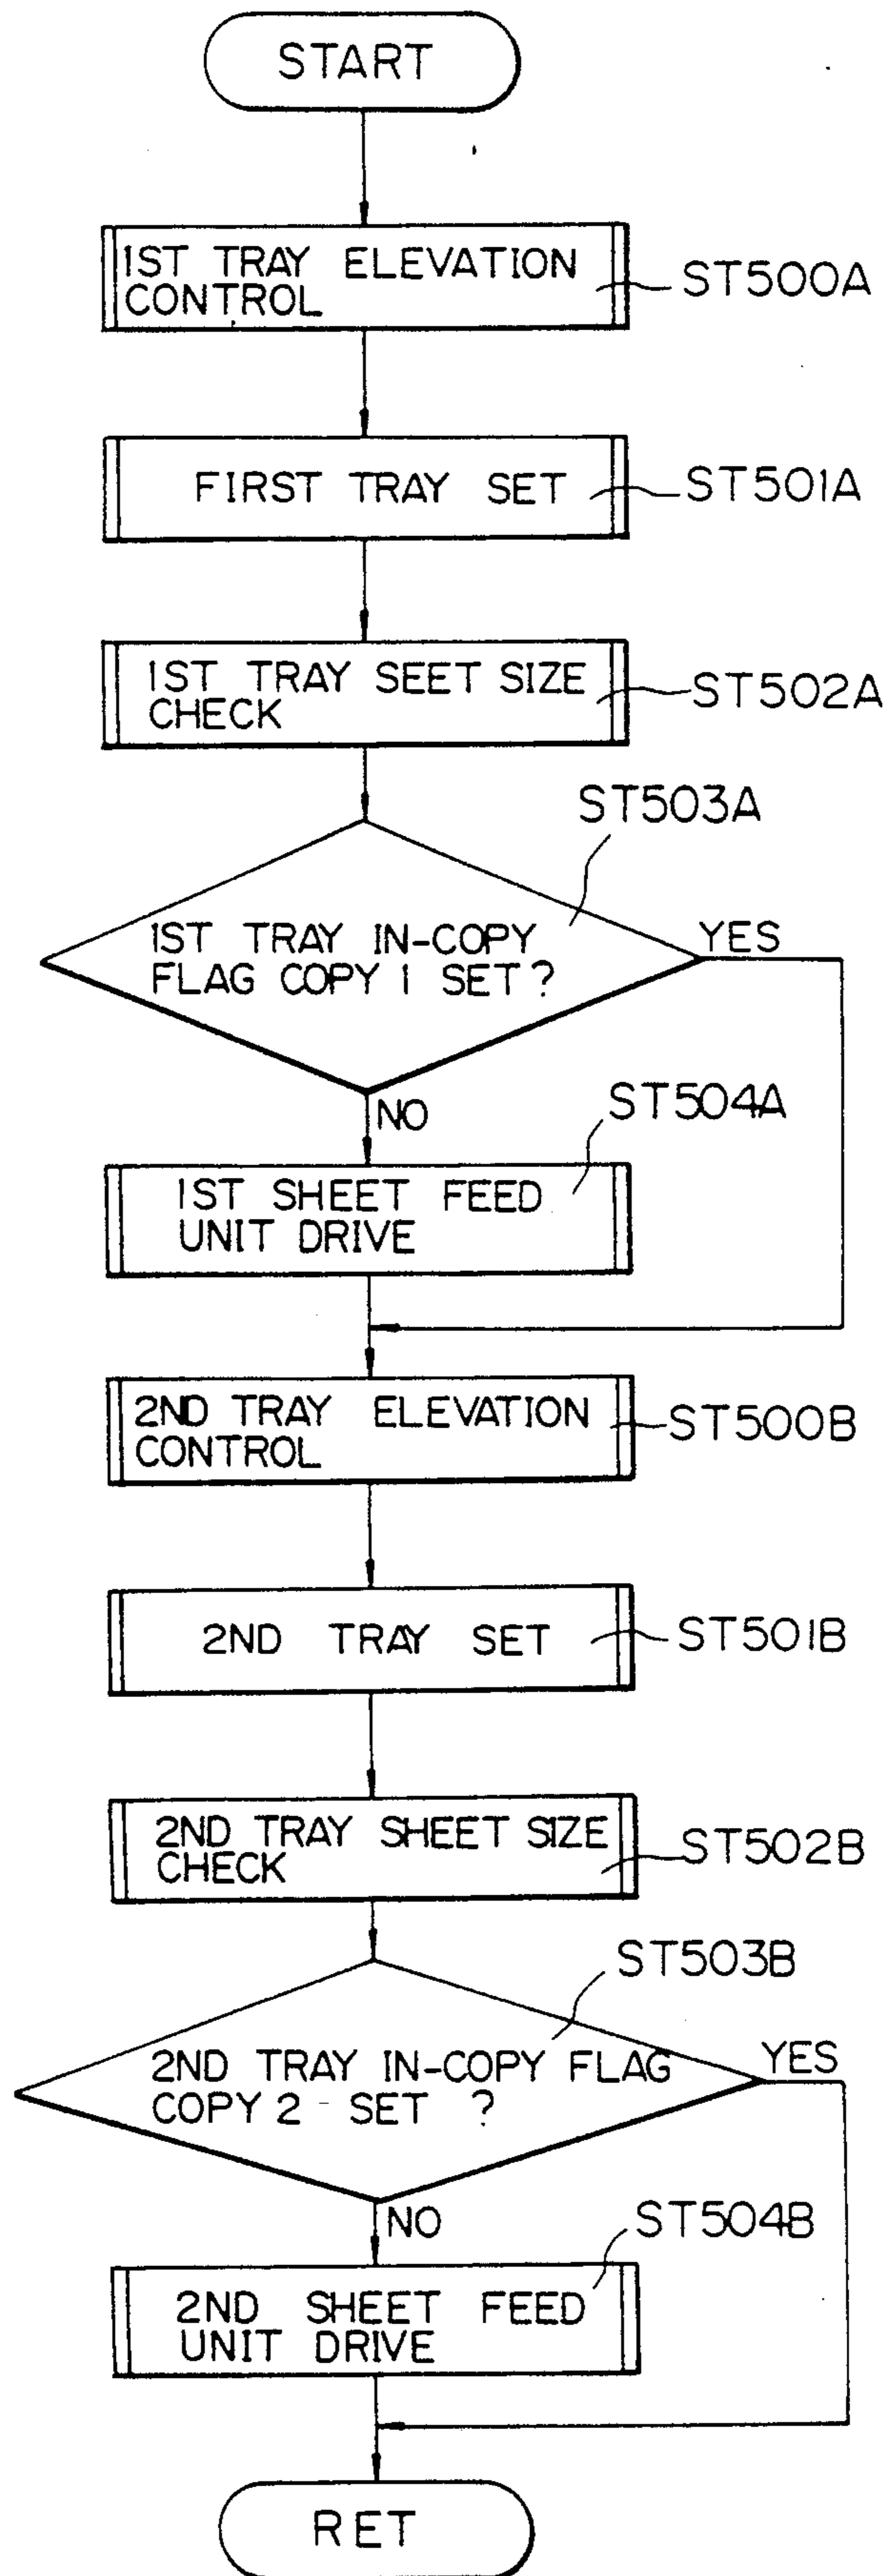 START
1ST TRAY ELEVATION
CONTROL
ST500A
FIRST TRAY SET
ST501A
1ST TRAY SEET SIZE
CHECK
ST502A
ST503A
1ST TRAY IN-COPY
FLAG COPY 1 SET?
YES
NO
ST504A
1ST SHEET FEED
UNIT DRIVE
2ND TRAY ELEVATION
CONTROL
ST500B
2ND TRAY SET
ST501B
2ND TRAY SHEET SIZE
CHECK
ST502B
ST503B
2ND TRAY IN-COPY FLAG
COPY 2 SET ?
YES
NO
ST504B
2ND SHEET FEED
UNIT DRIVE
RET